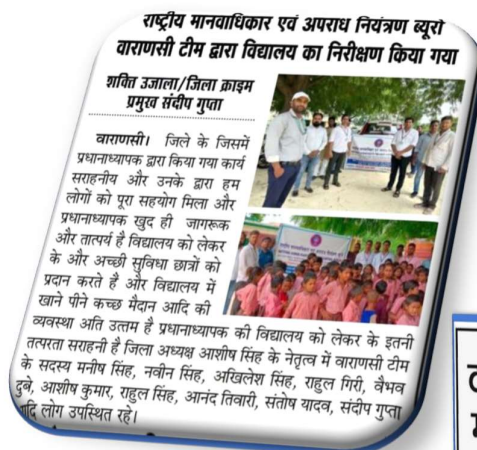 राष्ट्रीय मानवाधिकार एवं अपराध नियंत्रण ब्यूरो
वाराणसी टीम द्वारा विद्यालय का निरीक्षण किया गया
शक्ति उजाला/जिला क्राइम
प्रमुख संदीप गुप्ता
वाराणसी। जिले के जिसमें
प्रधानाध्यापक द्वारा किया गया कार्य
सराहनीय और उनके द्वारा हम
लोगों को पूरा सहयोग मिला और
प्रधानाध्यापक खुद ही जागरूक
और तात्पर्य है विद्यालय को लेकर
के और अच्छी सुविधा छात्रों को
प्रदान करते है और विद्यालय में
खाने पीने कच्छ मैदान आदि की
व्यवस्था अति उत्तम है प्रधानाध्यापक की विद्यालय को लेकर के इतनी
तत्परता सराहनी है जिला अध्यक्ष आशीष सिंह के नेतृत्व में वाराणसी टीम
के सदस्य मनीष सिंह, नवीन सिंह, अखिलेश सिंह, राहुल गिरी, वैभव
दुबे, आशीष कुमार, राहुल सिंह, आनंद तिवारी, संतोष यादव, संदीप गुप्ता
आदि लोग उपस्थित रहे।